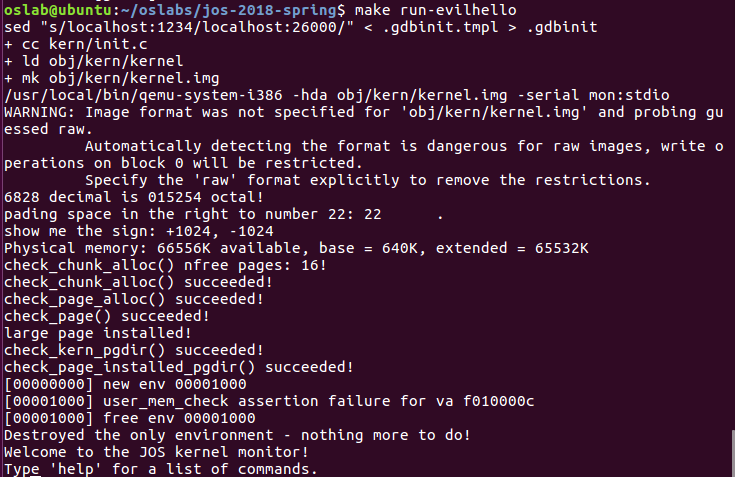 oslab@ubuntu:~/oslabs/jos-2018-spring$ make run-evilhello
sed "s/localhost:1234/localhost:26000/" < .gdbinit.tmpl > .gdbinit
+ cc kern/init.c
+ ld obj/kern/kernel
+ mk obj/kern/kernel.img
/usr/local/bin/qemu-system-i386 -hda obj/kern/kernel.img -serial mon:stdio
WARNING: Image format was not specified for 'obj/kern/kernel.img' and probing gu
essed raw.
         Automatically detecting the format is dangerous for raw images, write o
perations on block 0 will be restricted.
         Specify the 'raw' format explicitly to remove the restrictions.
6828 decimal is 015254 octal!
pading space in the right to number 22: 22      .
show me the sign: +1024, -1024
Physical memory: 66556K available, base = 640K, extended = 65532K
check_chunk_alloc() nfree pages: 16!
check_chunk_alloc() succeeded!
check_page_alloc() succeeded!
check_page() succeeded!
large page installed!
check_kern_pgdir() succeeded!
check_page_installed_pgdir() succeeded!
[00000000] new env 00001000
[00001000] user_mem_check assertion failure for va f010000c
[00001000] free env 00001000
Destroyed the only environment - nothing more to do!
Welcome to the JOS kernel monitor!
Type 'help' for a list of commands.